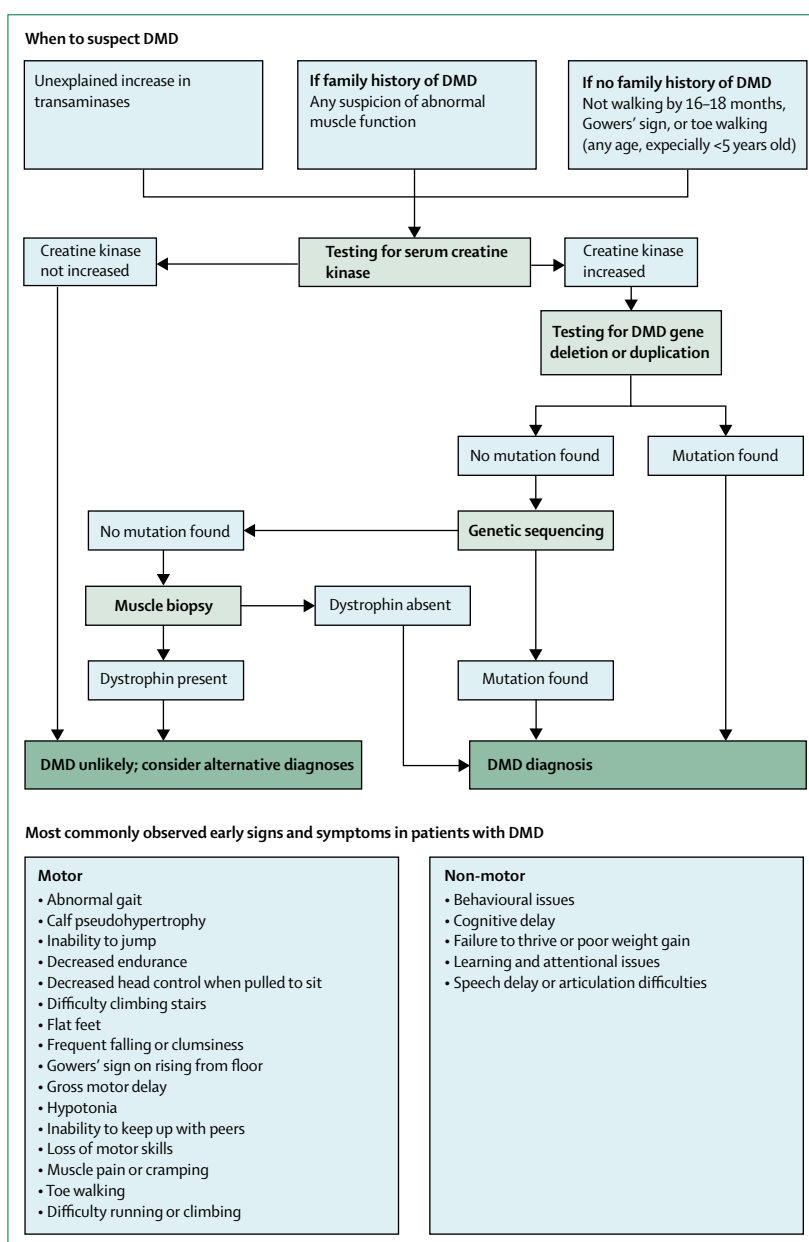 When to suspect DMD
Unexplained increase in
transaminases
If family history of DMD
Any suspicion of abnormal
muscle function
If no family history of DMD
Not walking by 16–18 months,
Gowers’ sign, or toe walking
(any age, expecially <5 years old)
Creatine kinase
not increased
Testing for serum creatine
kinase
Creatine kinase
increased
Testing for DMD gene
deletion or duplication
No mutation found
Mutation found
No mutation found
Genetic sequencing
Muscle biopsy
Dystrophin absent
Dystrophin present
Mutation found
DMD unlikely; consider alternative diagnoses
DMD diagnosis
Most commonly observed early signs and symptoms in patients with DMD
Motor
• Abnormal gait
• Calf pseudohypertrophy
• Inability to jump
• Decreased endurance
• Decreased head control when pulled to sit
• Difficulty climbing stairs
• Flat feet
• Frequent falling or clumsiness
• Gowers’ sign on rising from floor
• Gross motor delay
• Hypotonia
• Inability to keep up with peers
• Loss of motor skills
• Muscle pain or cramping
• Toe walking
• Difficulty running or climbing
Non-motor
• Behavioural issues
• Cognitive delay
• Failure to thrive or poor weight gain
• Learning and attentional issues
• Speech delay or articulation difficulties